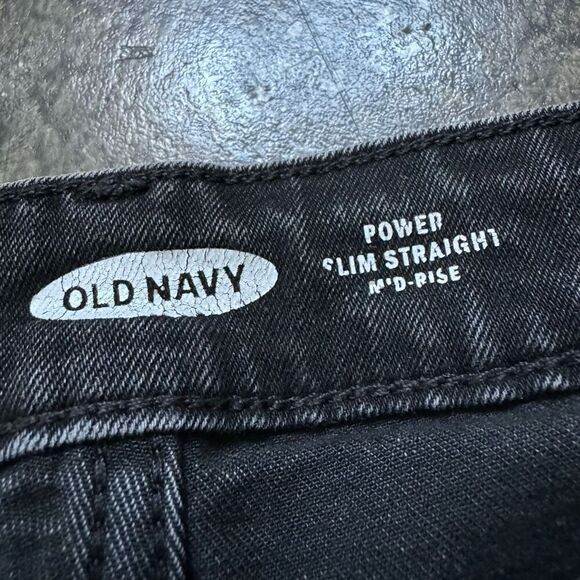 OLD NAVY
POWER
SLIM STRAIGHT
MID-RISE